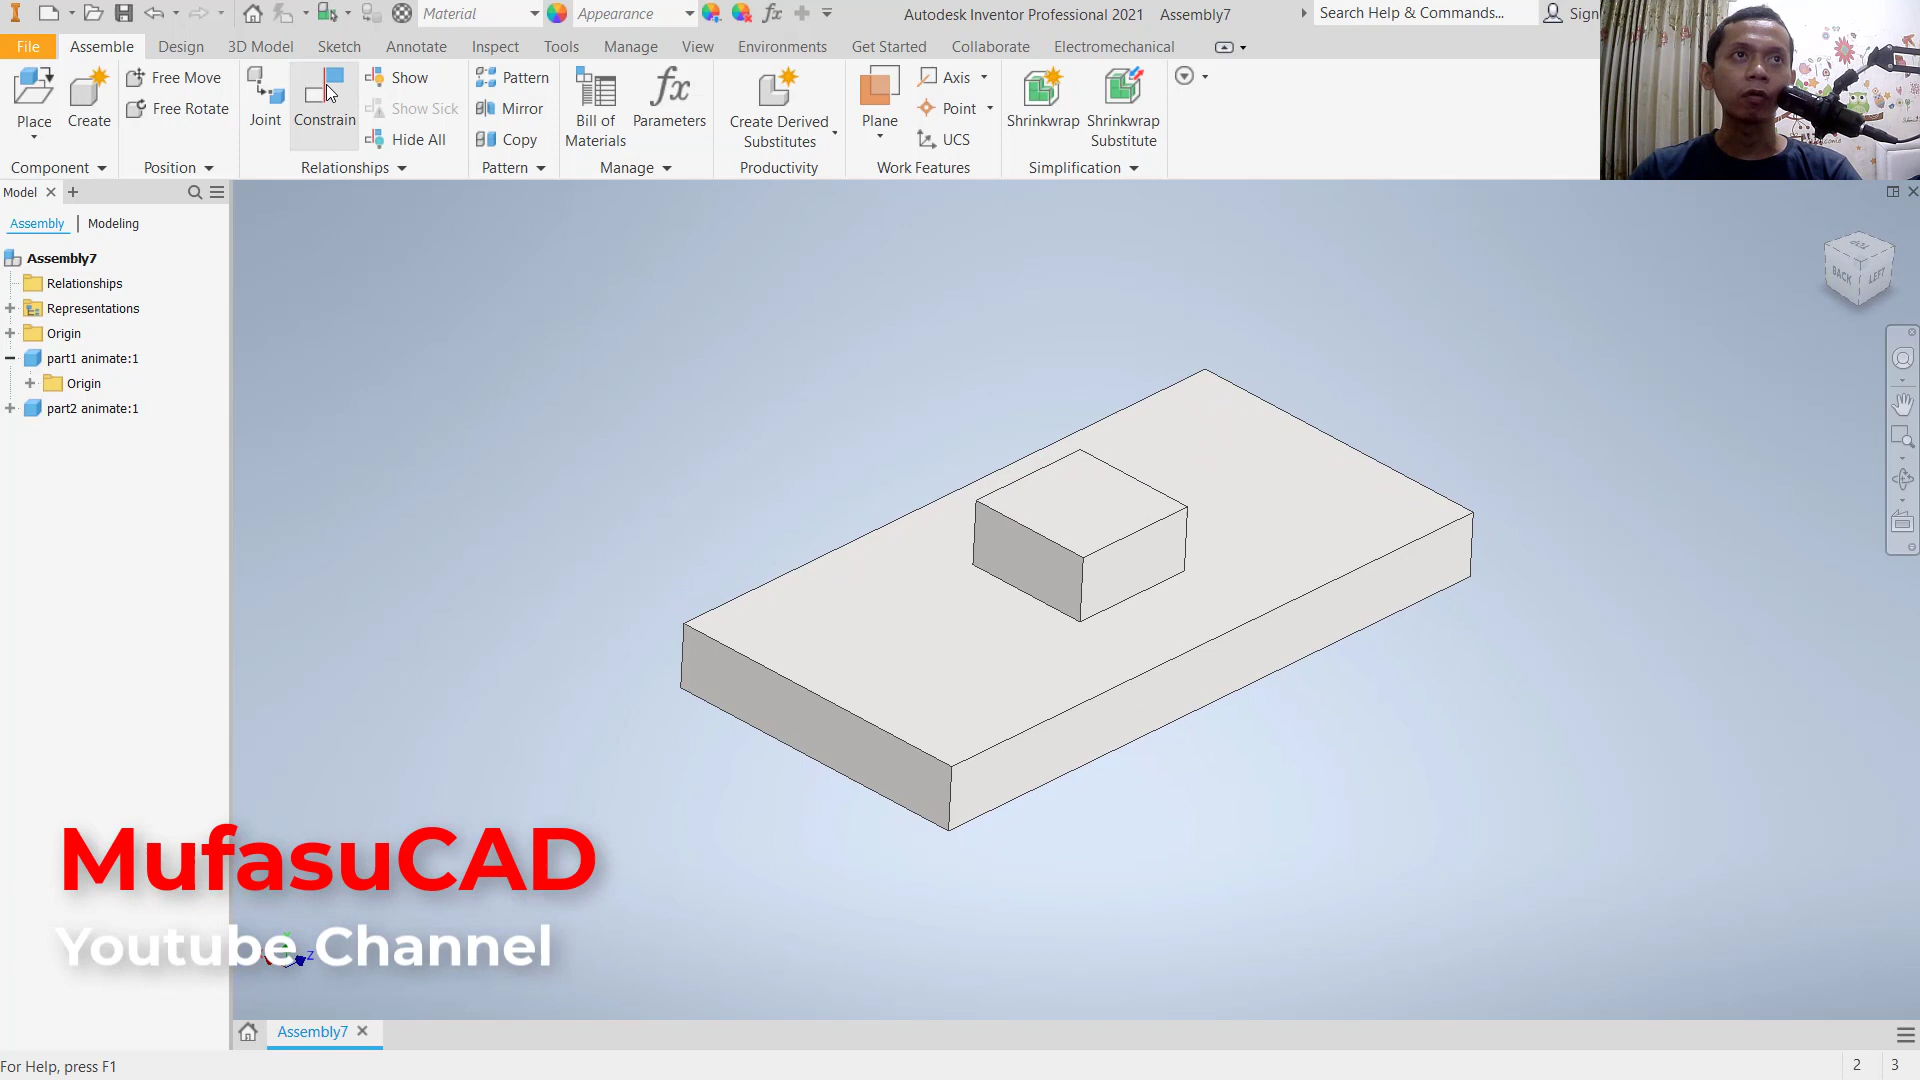 Material
Appearance
Autodesk Inventor Professional 2021 Assembly7
Search Help & Commands...
Sign
File
Assemble
Design
3D Model
Sketch
Annotate
Inspect
Tools
Manage
View
Environments
Get Started
Collaborate
Electromechanical
Place
Create
Free Move
Free Rotate
Joint
Constrain
Show
Show Sick
Hide All
Pattern
Mirror
Copy
Bill of
Materials
Parameters
Create Derived
Substitutes
Plane
Axis
Point
UCS
Shrinkwrap
Shrinkwrap
Substitute
Component
Position
Relationships
Pattern
Manage
Productivity
Work Features
Simplification
Model
Assembly | Modeling
Assembly7
Relationships
Representations
Origin
part1 animate:1
Origin
part2 animate:1
TOP
BACK
LEFT
MufasuCAD
Youtube Channel
Z
Assembly7
For Help, press F1
2
3